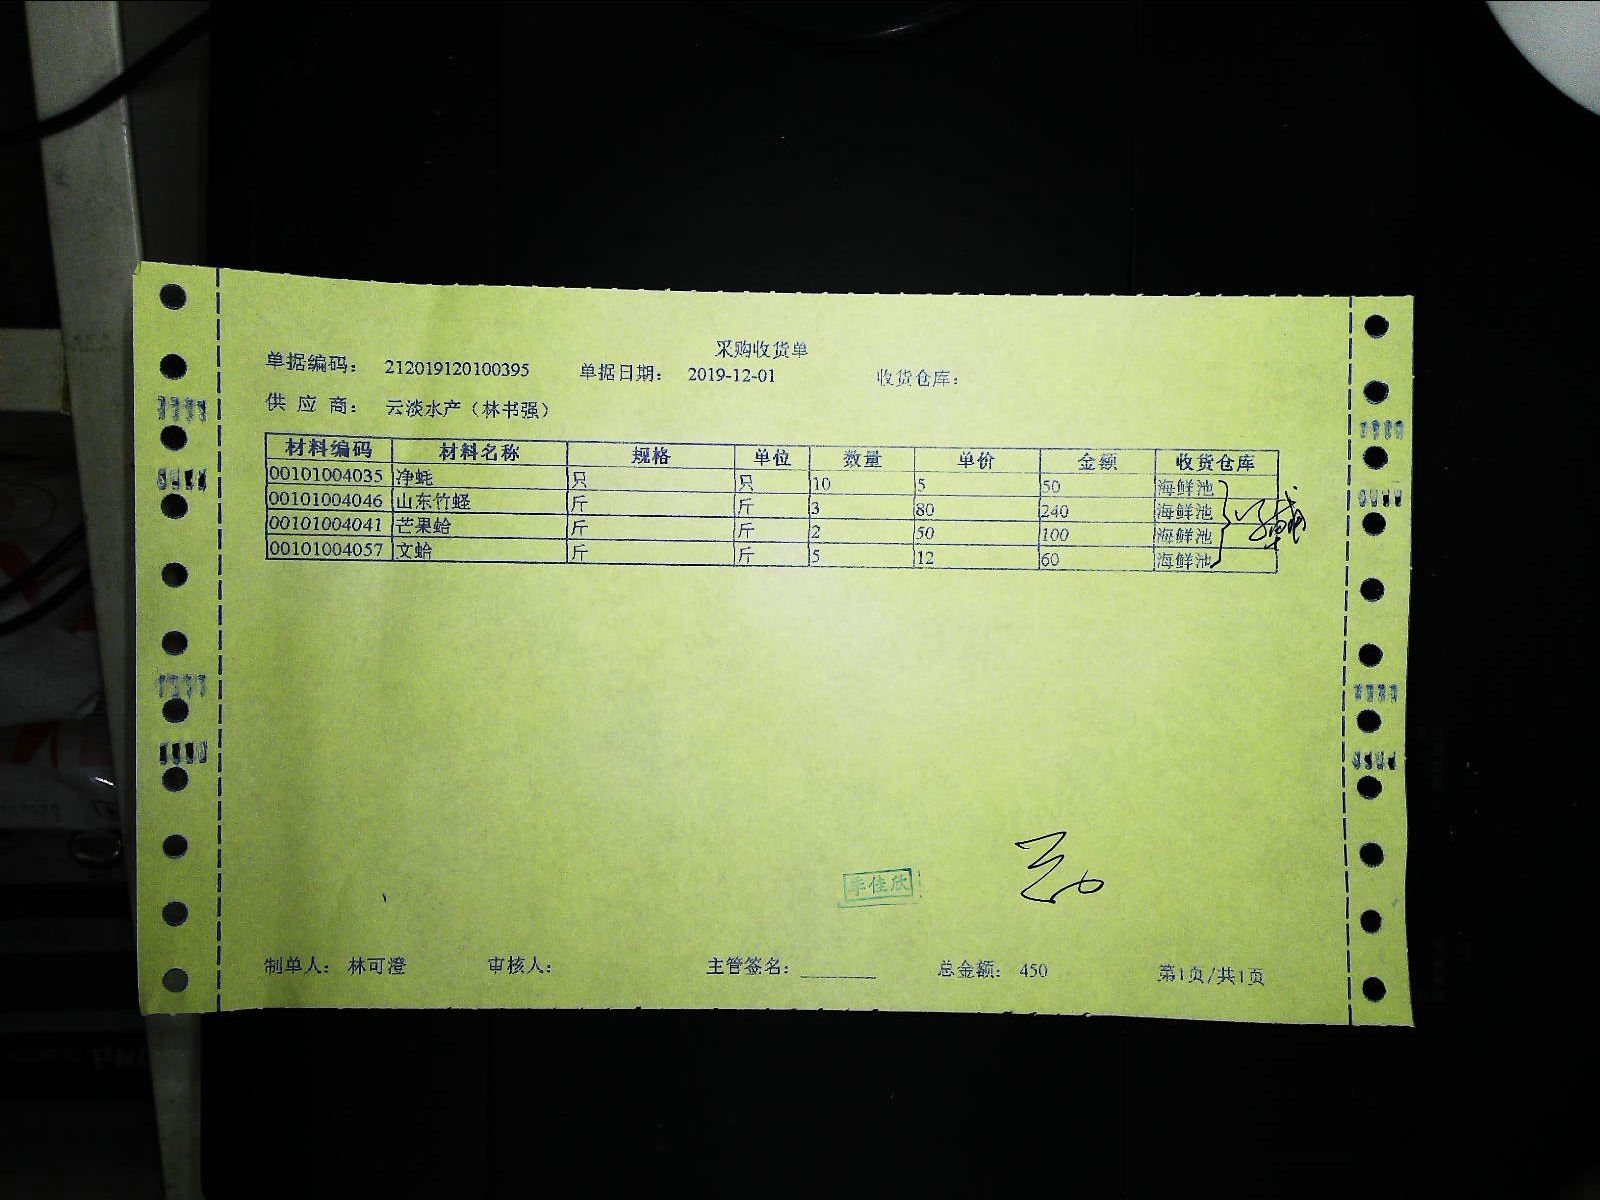 采购收货单
单据编码： 212019120100395 单据日期： 2019-12-01 收货仓库：
供 应 商： 云淡水产（林书强）
材料编码 材料名称 规格 单位 数量 单价 金额 收货仓库
00101004035 净蚝 只 只 10 5 50 海鲜池
00101004046 山东竹蛏 斤 斤 3 80 240 海鲜池
00101004041 芒果蛤 斤 斤 2 50 100 海鲜池
00101004057 文蛤 斤 斤 5 12 60 海鲜池
李佳欣
制单人： 林可澄 审核人： 主管签名： 总金额： 450 第1页/共1页